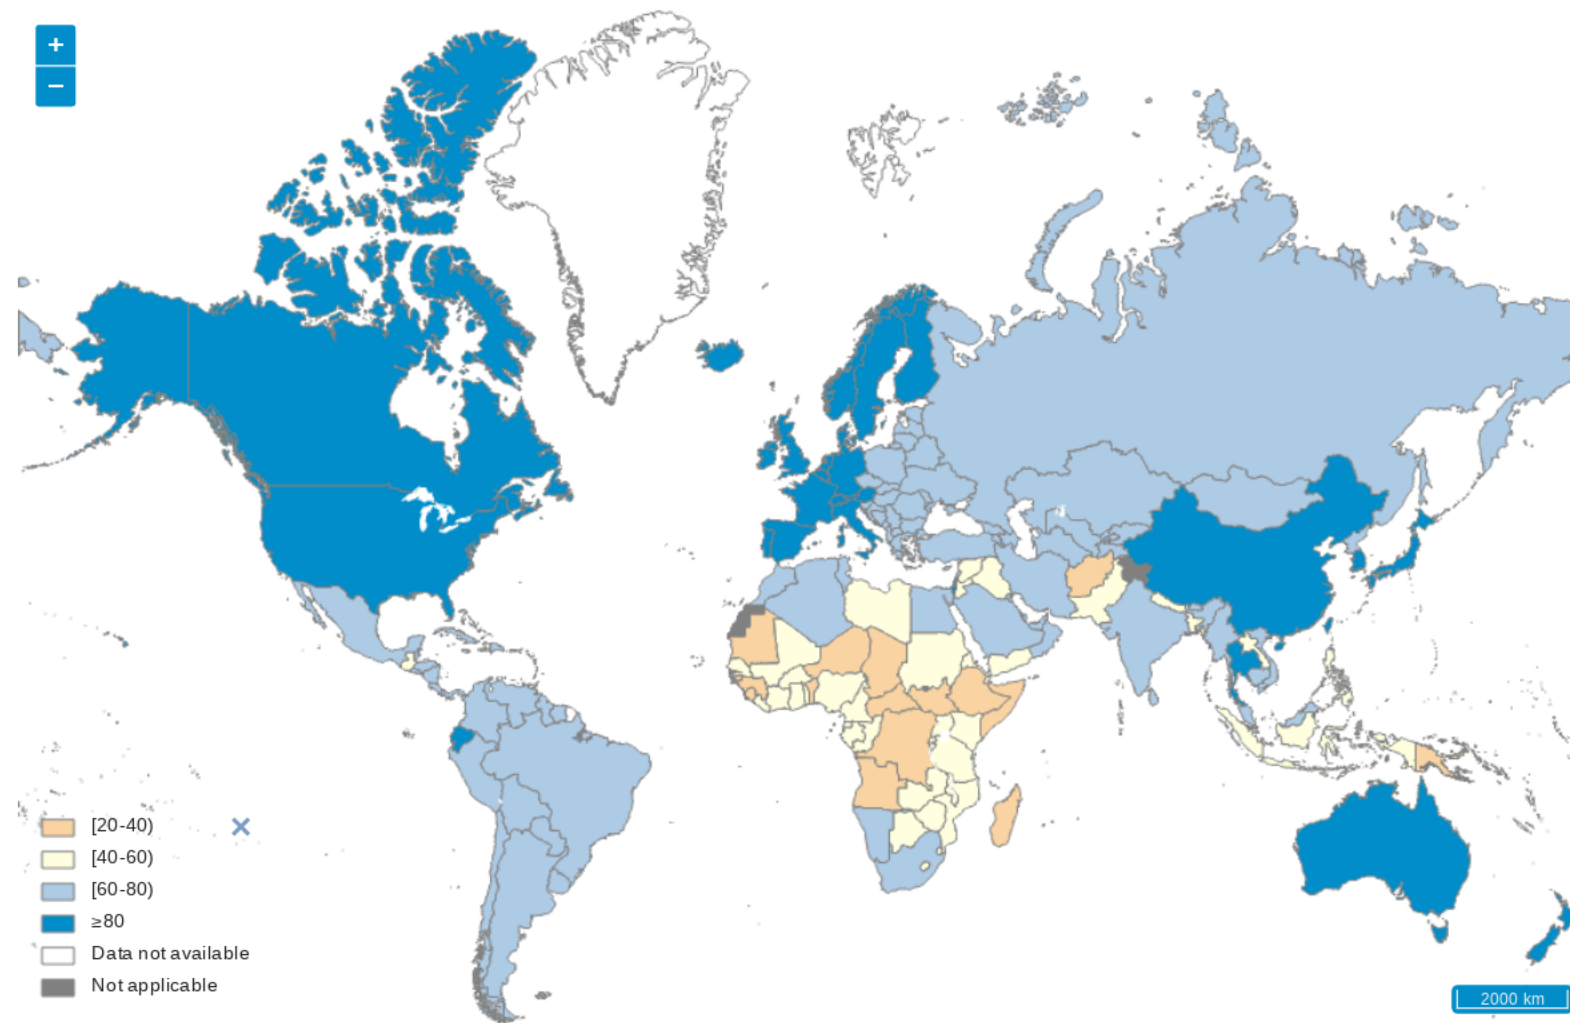 +
−
[20-40)
[40-60)
[60-80)
≥80
Data not available
Not applicable
2000 km